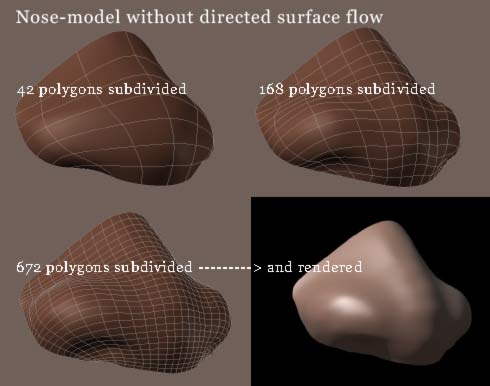 Nose-model without directed surface flow
42 polygons subdivided
168 polygons subdivided
672 polygons subdivided -------> and rendered